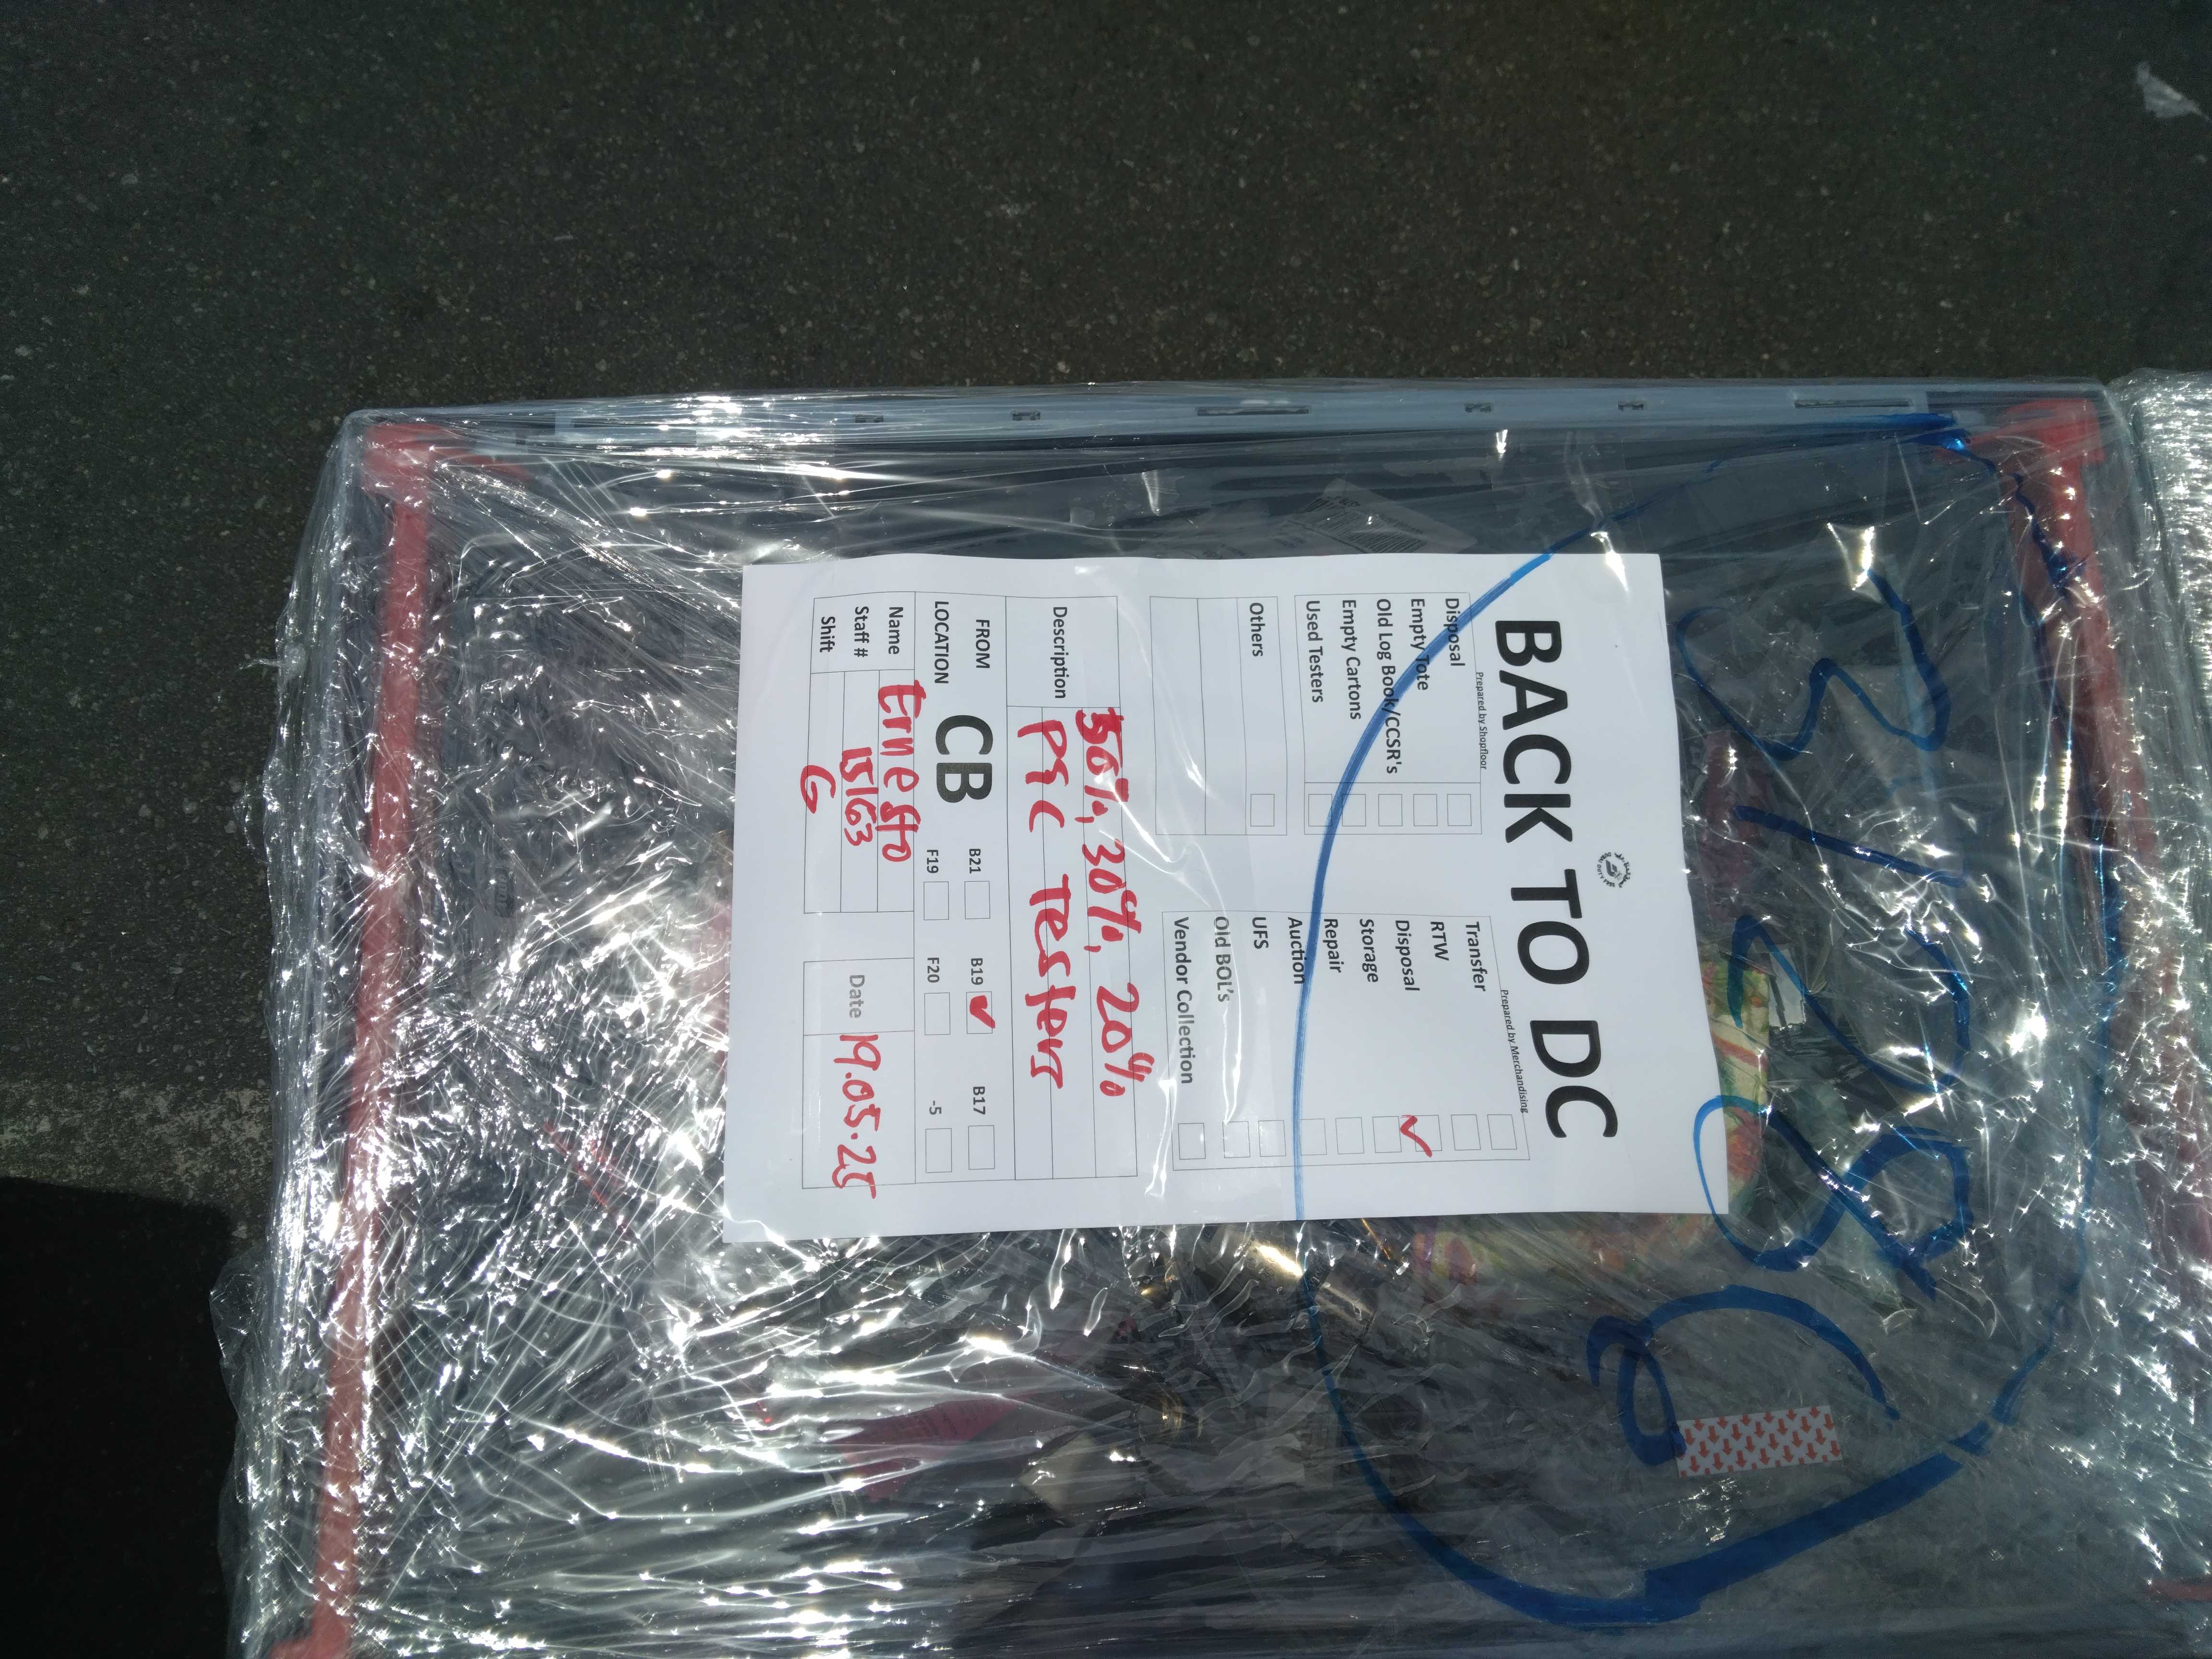 BACK TO DC
Prepared by Shopfloor
Disposal
Empty Tote
Old Log Book/CCSR's
Empty Cartons
Used Testers
Others
Prepared by Merchandising
Transfer
RTW
Disposal
Storage
Repair
Auction
UFS
Old BOL's
Vendor Collection
Description
50%, 30%, 20%
PSC Testers
FROM LOCATION
CB
B21 B19 B17
F19 F20 -5
Name Ernesto
Staff # 15163
Shift G
Date 19.05.25